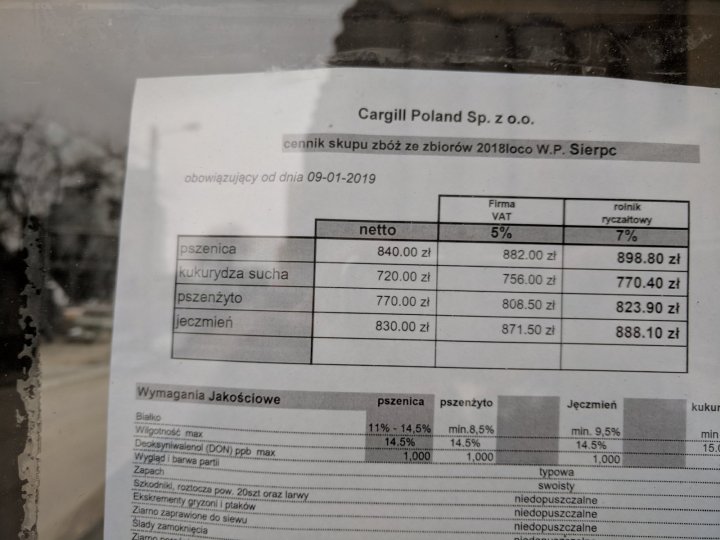 Cargill Poland Sp. z o.o.
cennik skupu zbóż ze zbiorów 2018loco W.P. Sierpc
obowiązujący od dnia 09-01-2019
Firma rolnik
VAT ryczałtowy
netto 5% 7%
pszenica 840.00 zł 882.00 zł 898.80 zł
kukurydza sucha 720.00 zł 756.00 zł 770.40 zł
pszenżyto 770.00 zł 808.50 zł 823.90 zł
jeczmień 830.00 zł 871.50 zł 888.10 zł
Wymagania Jakościowe pszenica pszenżyto Jęczmień kukur
Białko 11% - 14,5% min.8,5% min. 9,5% min
Wilgotność max 14.5% 14.5% 14.5% 15.0
Deoksyniwalenol (DON) ppb max 1,000 1,000 1,000
Wygląd i barwa partii typowa
Zapach swoisty
Szkodniki, roztocze pow. 20szt oraz larwy niedopuszczalne
Ekskrementy gryzoni i ptaków niedopuszczalne
Ziarno zaprawione do siewu niedopuszczalne
Ślady zamoknięcia niedopuszczalne